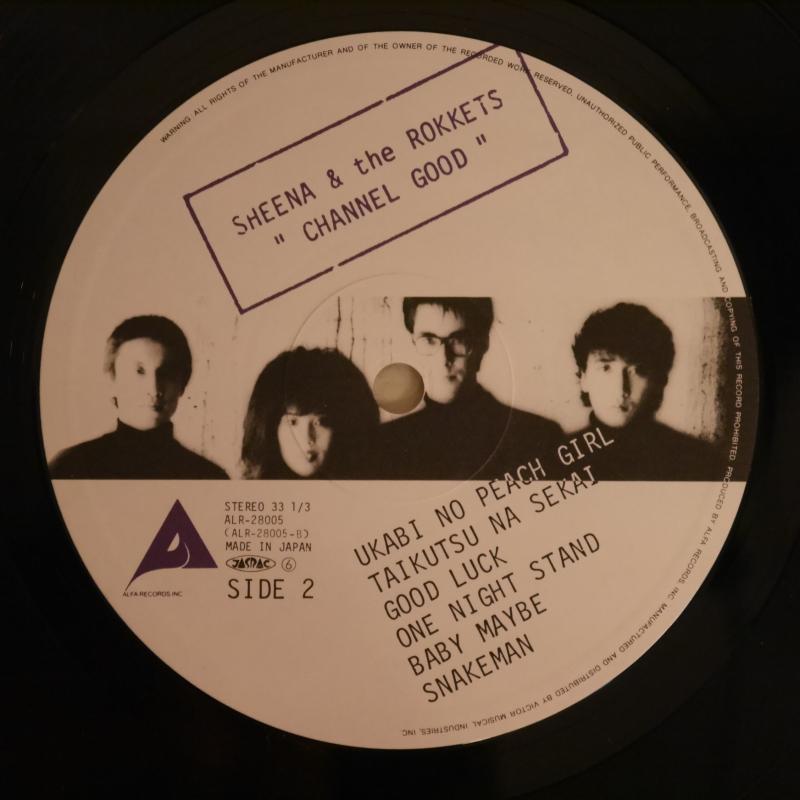 WARNING: ALL RIGHTS OF THE MANUFACTURER AND OF THE OWNER OF THE RECORDED WORK RESERVED. UNAUTHORIZED PUBLIC PERFORMANCE, BROADCASTING AND COPYING OF THIS RECORD PROHIBITED. PRODUCED BY ALFA RECORDS, INC. MANUFACTURED AND DISTRIBUTED BY VICTOR MUSICAL INDUSTRIES, INC.
SHEENA & the ROKKETS
" CHANNEL GOOD "
STEREO 33 1/3
ALR-28005
(ALR-28005-B)
MADE IN JAPAN
JASRAC 6
SIDE 2
ALFA RECORDS, INC
UKABI NO PEACH GIRL
TAIKUTSU NA SEKAI
GOOD LUCK
ONE NIGHT STAND
BABY MAYBE
SNAKEMAN